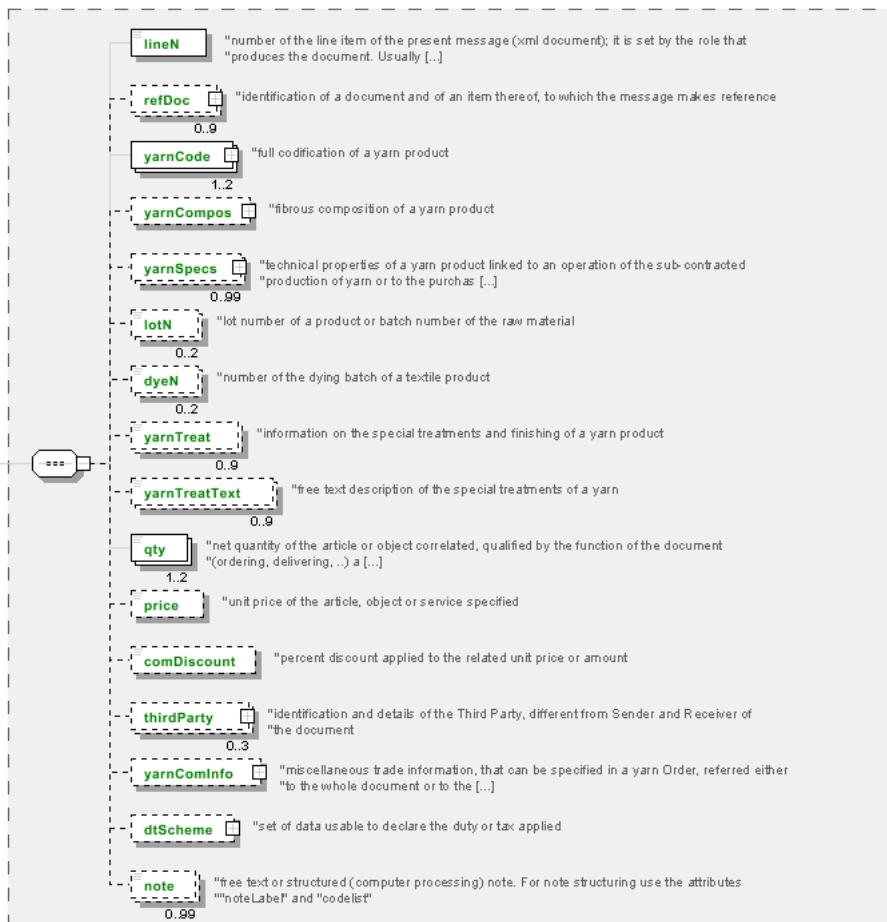 lineN
"number of the line item of the present message (xml document); it is set by the role that
"produces the document. Usually [...]
refDoc
"identification of a document and of an item thereof, to which the message makes reference
0..9
yarnCode
"full codification of a yarn product
1..2
yarnCompos
"fibrous composition of a yarn product
yarnSpecs
"technical properties of a yarn product linked to an operation of the sub-contracted
"production of yarn or to the purchas [...]
0..99
lotN
"lot number of a product or batch number of the raw material
0..2
dyeN
"number of the dying batch of a textile product
0..2
yarnTreat
"information on the special treatments and finishing of a yarn product
0..9
yarnTreatText
"free text description of the special treatments of a yarn
0..9
qty
"net quantity of the article or object correlated, qualified by the function of the document
"(ordering, delivering, ..) a [...]
1..2
price
"unit price of the article, object or service specified
comDiscount
"percent discount applied to the related unit price or amount
thirdParty
"identification and details of the Third Party, different from Sender and Receiver of
"the document
0..3
yarnComInfo
"miscellaneous trade information, that can be specified in a yarn Order, referred either
"to the whole document or to the [...]
dtScheme
"set of data usable to declare the duty or tax applied
note
"free text or structured (computer processing) note. For note structuring use the attributes
""noteLabel" and "codelist"
0..99